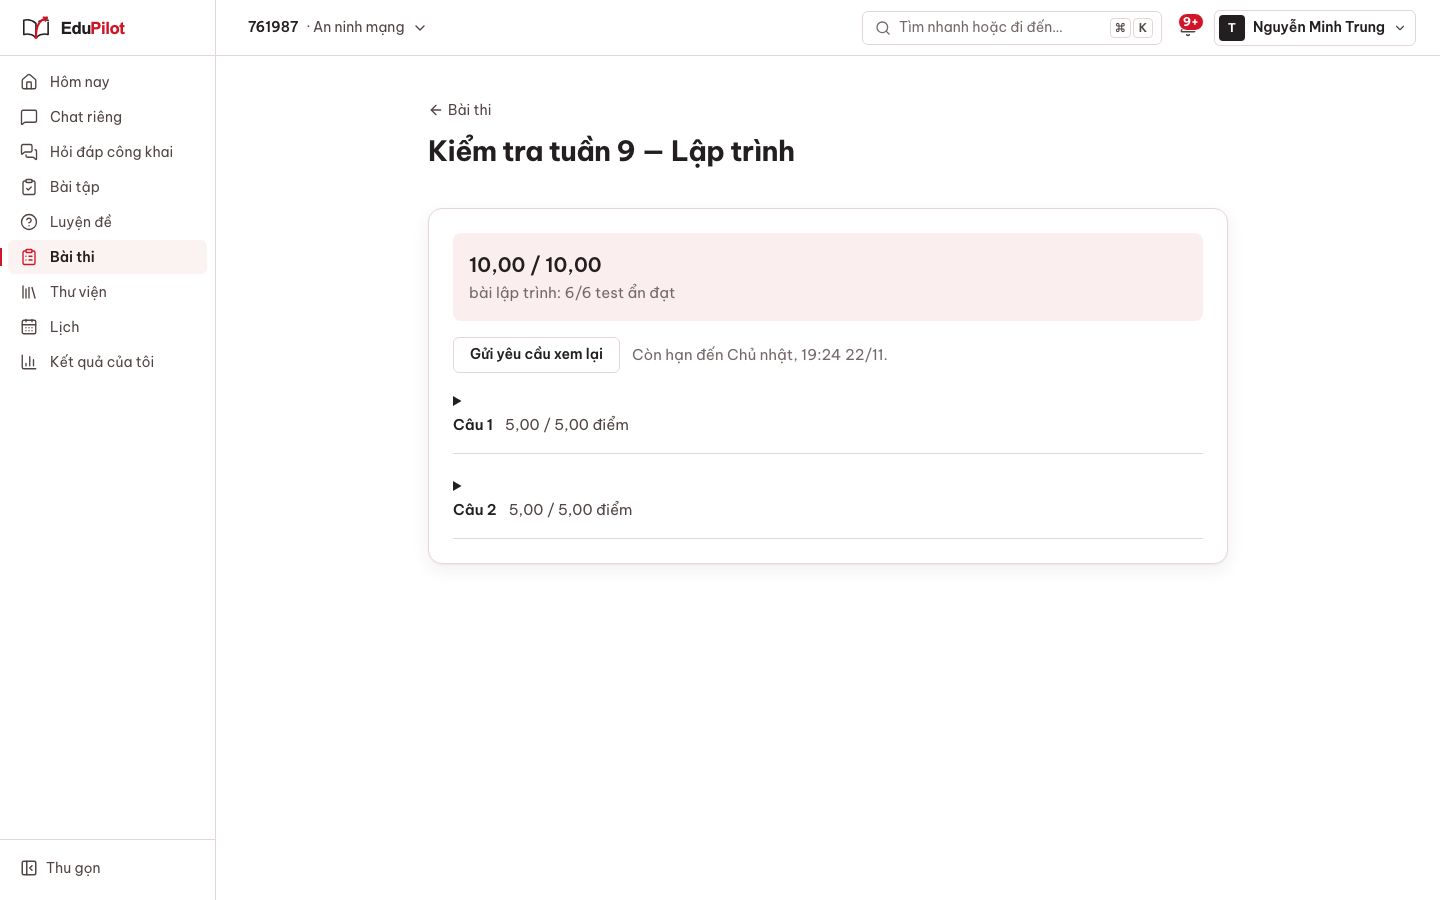 EduPilot
761987 · An ninh mạng
Tìm nhanh hoặc đi đến...
⌘ K
9+
T
Nguyễn Minh Trung
Hôm nay
Chat riêng
Hỏi đáp công khai
Bài tập
Luyện đề
Bài thi
Thư viện
Lịch
Kết quả của tôi
Thu gọn
← Bài thi
Kiểm tra tuần 9 — Lập trình
10,00 / 10,00
bài lập trình: 6/6 test ẩn đạt
Gửi yêu cầu xem lại
Còn hạn đến Chủ nhật, 19:24 22/11.
Câu 1 5,00 / 5,00 điểm
Câu 2 5,00 / 5,00 điểm